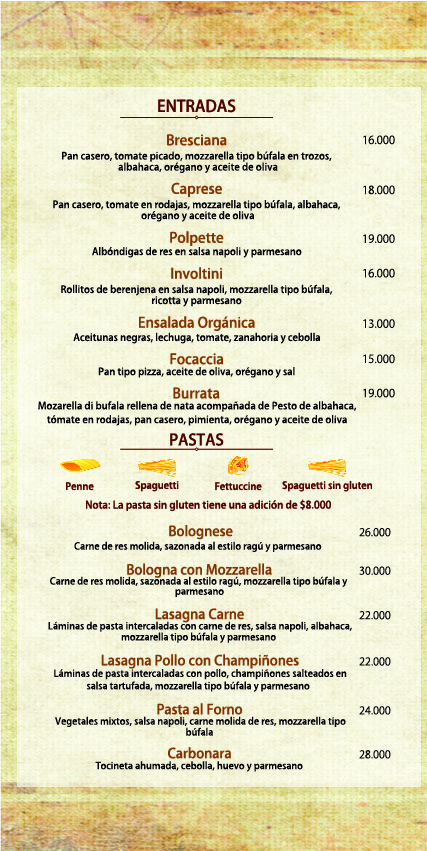 ENTRADAS
Bresciana 16.000
Pan casero, tomate picado, mozzarella tipo búfala en trozos,
albahaca, orégano y aceite de oliva
Caprese 18.000
Pan casero, tomate en rodajas, mozzarella tipo búfala, albahaca,
orégano y aceite de oliva
Polpette 19.000
Albóndigas de res en salsa napoli y parmesano
Involtini 16.000
Rollitos de berenjena en salsa napoli, mozzarella tipo búfala,
ricotta y parmesano
Ensalada Orgánica 13.000
Aceitunas negras, lechuga, tomate, zanahoria y cebolla
Focaccia 15.000
Pan tipo pizza, aceite de oliva, orégano y sal
Burrata 19.000
Mozarella di bufala rellena de nata acompañada de Pesto de albahaca,
tómate en rodajas, pan casero, pimienta, orégano y aceite de oliva
PASTAS
Penne Spaguetti Fettuccine Spaguetti sin gluten
Nota: La pasta sin gluten tiene una adición de $8.000
Bolognese 26.000
Carne de res molida, sazonada al estilo ragú y parmesano
Bologna con Mozzarella 30.000
Carne de res molida, sazonada al estilo ragú, mozzarella tipo búfala y
parmesano
Lasagna Carne 22.000
Láminas de pasta intercaladas con carne de res, salsa napoli, albahaca,
mozzarella tipo búfala y parmesano
Lasagna Pollo con Champiñones 22.000
Láminas de pasta intercaladas con pollo, champiñones salteados en
salsa tartufada, mozzarella tipo búfala y parmesano
Pasta al Forno 24.000
Vegetales mixtos, salsa napoli, carne molida de res, mozzarella tipo
búfala
Carbonara 28.000
Tocineta ahumada, cebolla, huevo y parmesano